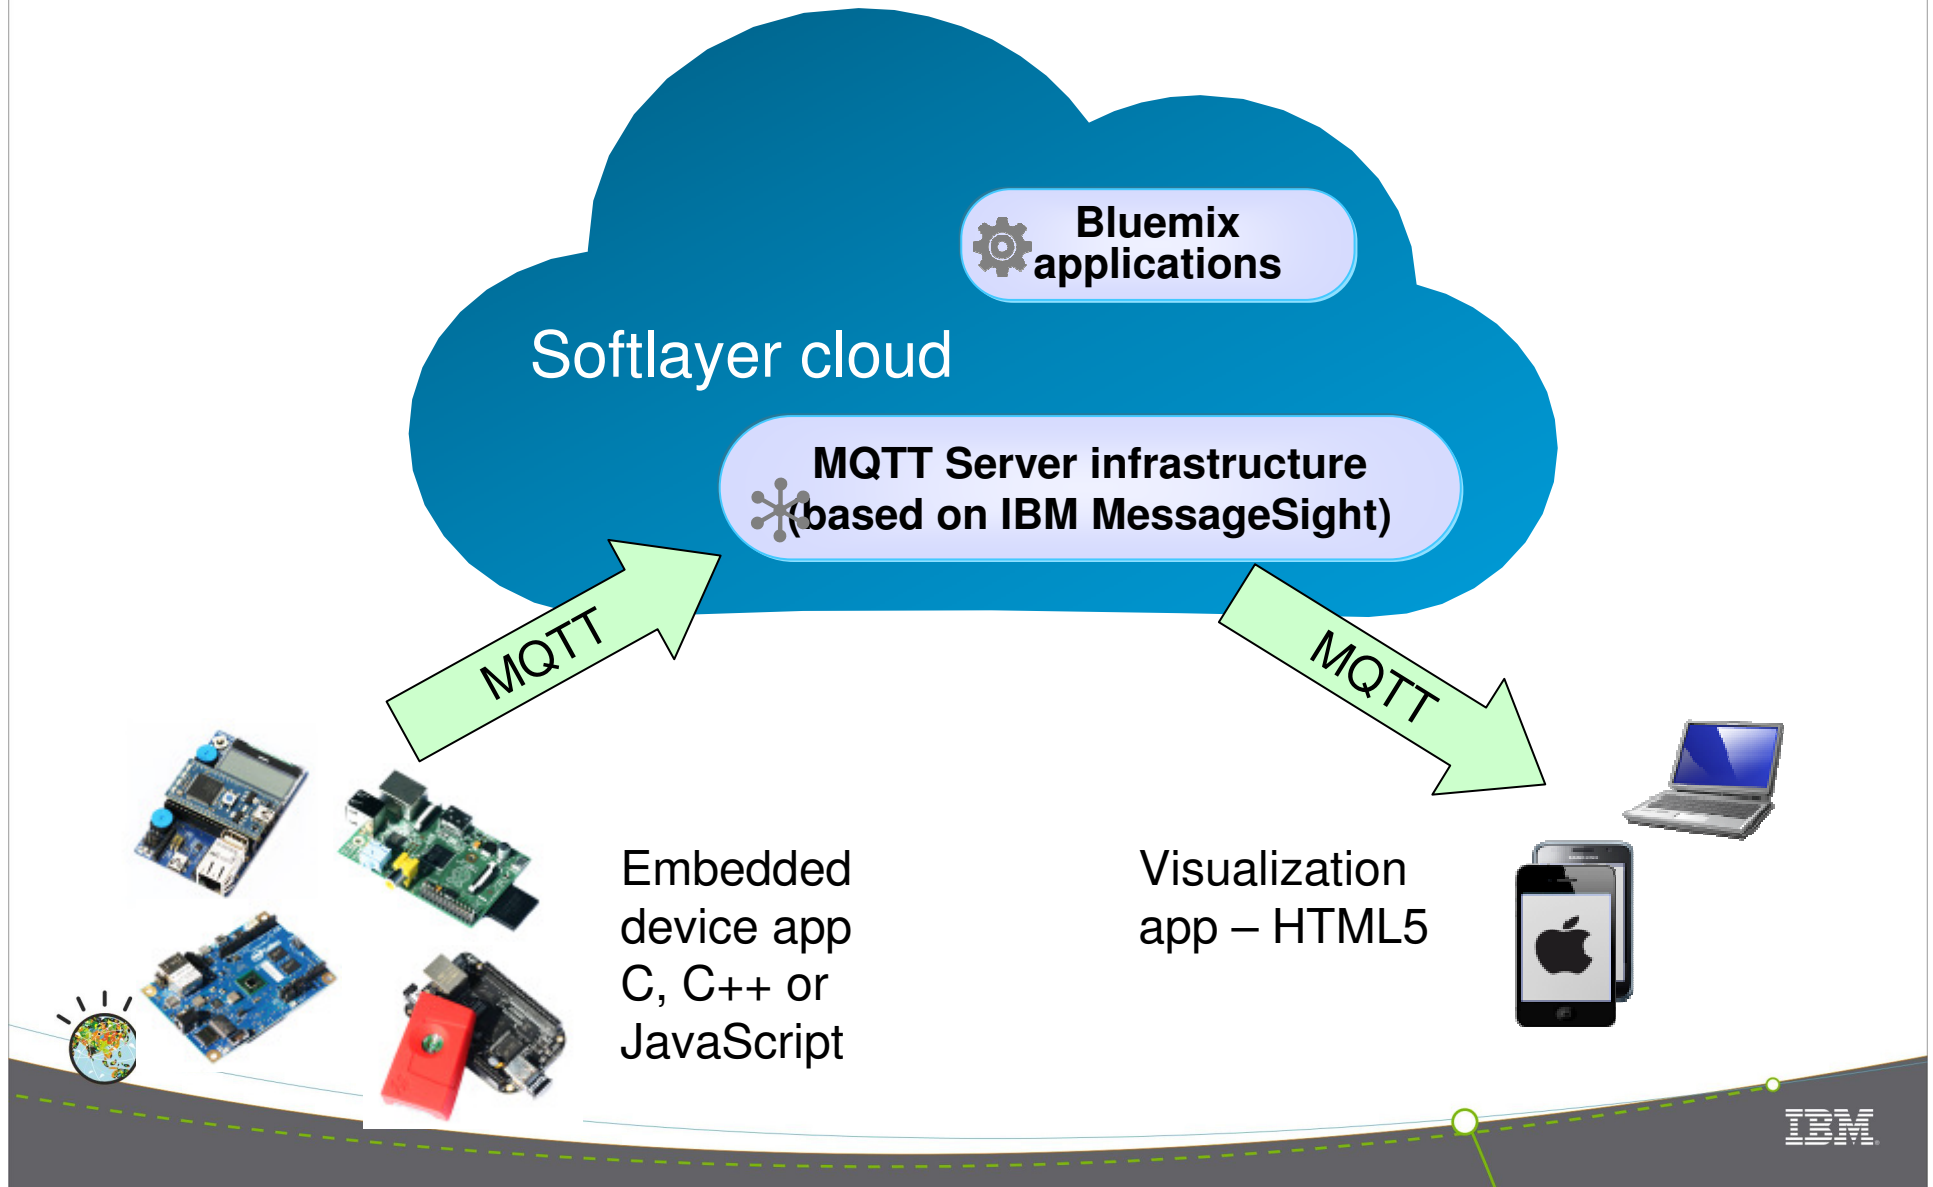 Bluemix
applications
Softlayer cloud
MQTT Server infrastructure
(based on IBM MessageSight)
MQTT
MQTT
Embedded
device app
C, C++ or
JavaScript
Visualization
app – HTML5
IBM